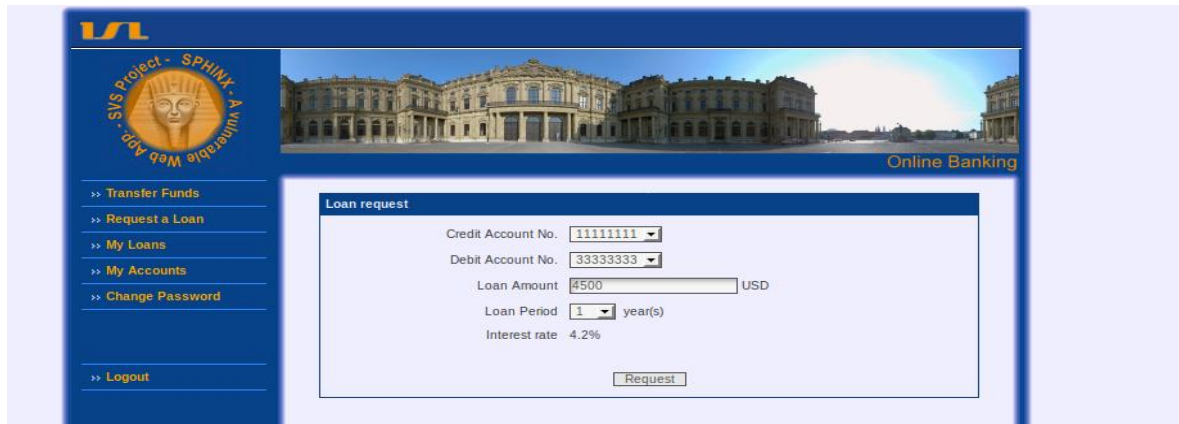 SVS Project - SPHINX - A Vulnerable Web App.
Online Banking
›› Transfer Funds
›› Request a Loan
›› My Loans
›› My Accounts
›› Change Password
›› Logout
Loan request
Credit Account No. 11111111
Debit Account No. 33333333
Loan Amount 4500 USD
Loan Period 1 year(s)
Interest rate 4.2%
Request